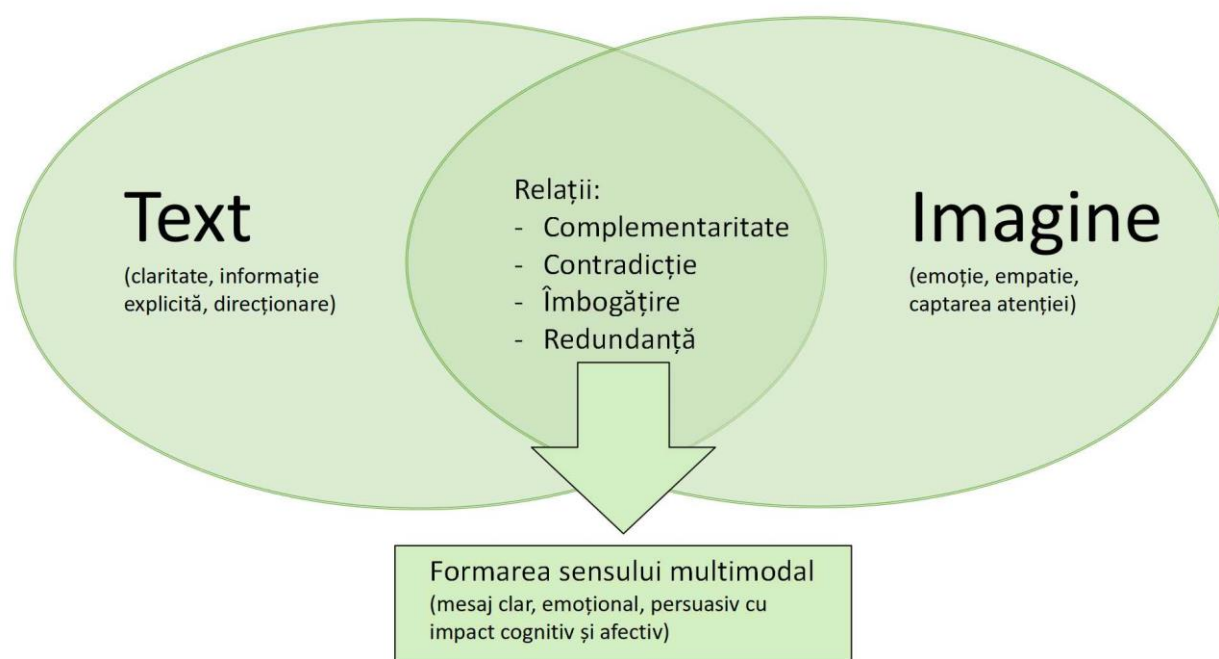 Text
(claritate, informație
explicită, direcționare)
Relații:
- Complementaritate
- Contradicție
- Îmbogățire
- Redundanță
Imagine
(emoție, empatie,
captarea atenției)
Formarea sensului multimodal
(mesaj clar, emoțional, persuasiv cu
impact cognitiv și afectiv)